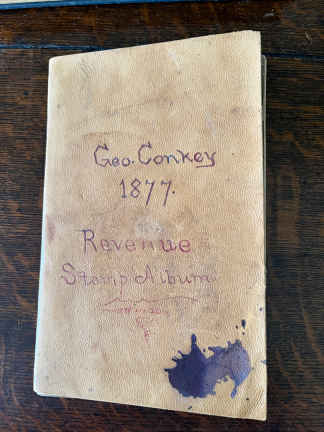 Geo. Conkey
1877.
Revenue
Stamp Album